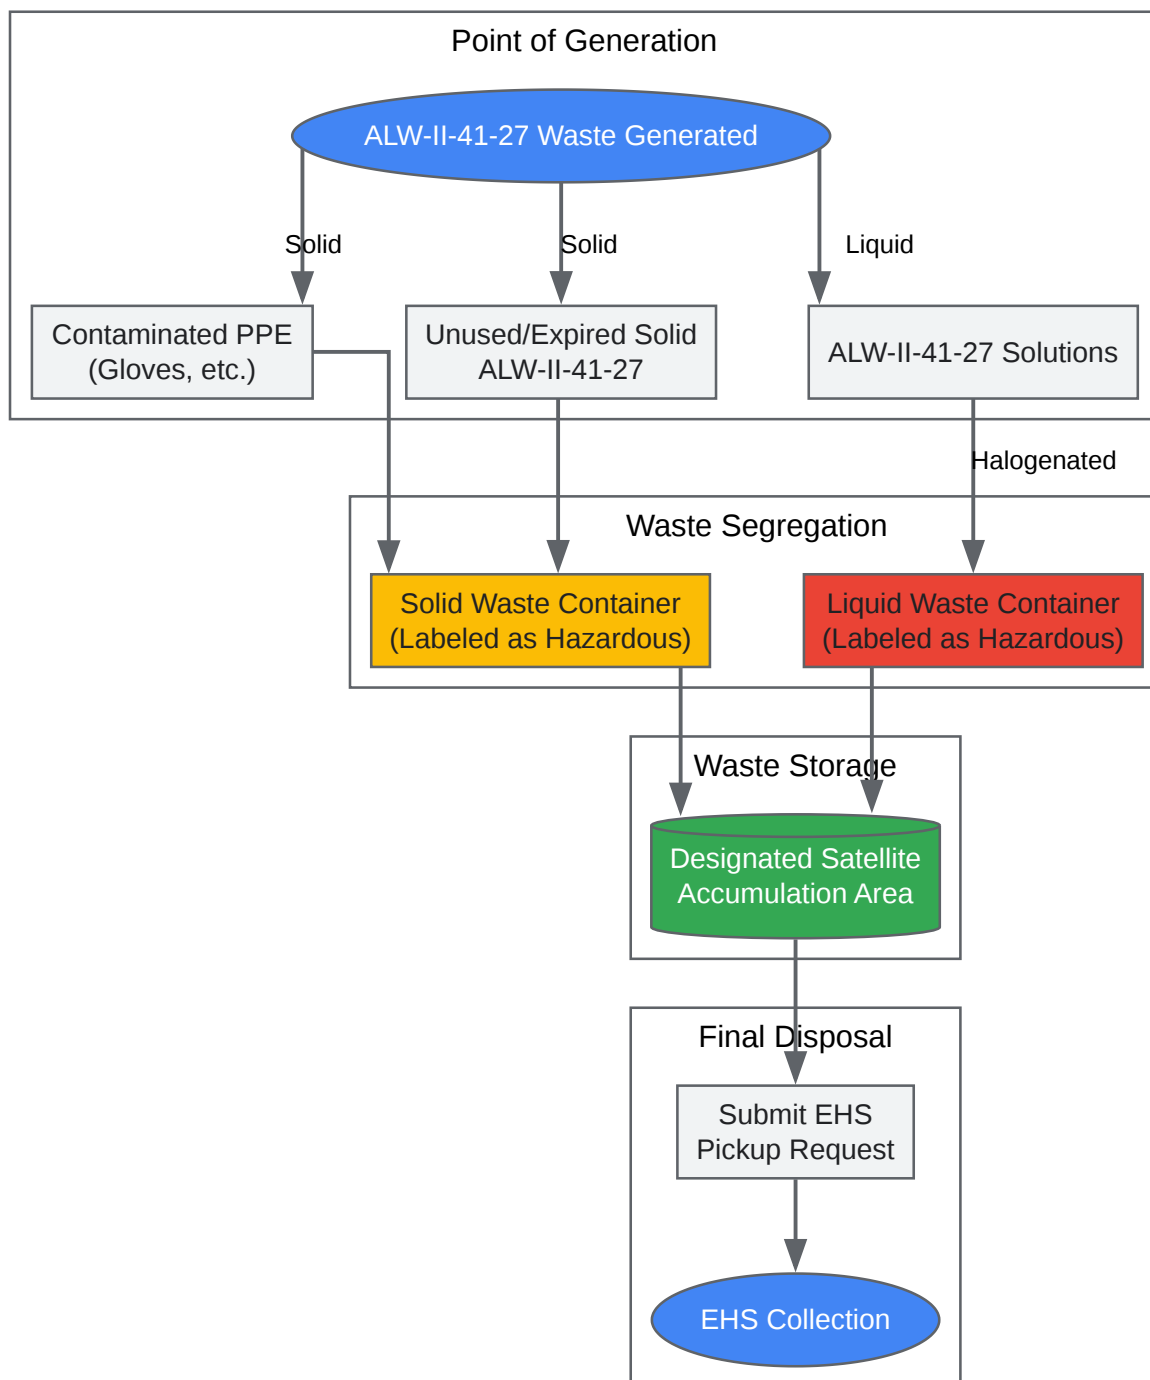 Point of Generation
ALW-II-41-27 Waste Generated
Solid
Solid
Liquid
Contaminated PPE
(Gloves, etc.)
Unused/Expired Solid
ALW-II-41-27
ALW-II-41-27 Solutions
Halogenated
Waste Segregation
Solid Waste Container
(Labeled as Hazardous)
Liquid Waste Container
(Labeled as Hazardous)
Waste Storage
Designated Satellite
Accumulation Area
Final Disposal
Submit EHS
Pickup Request
EHS Collection